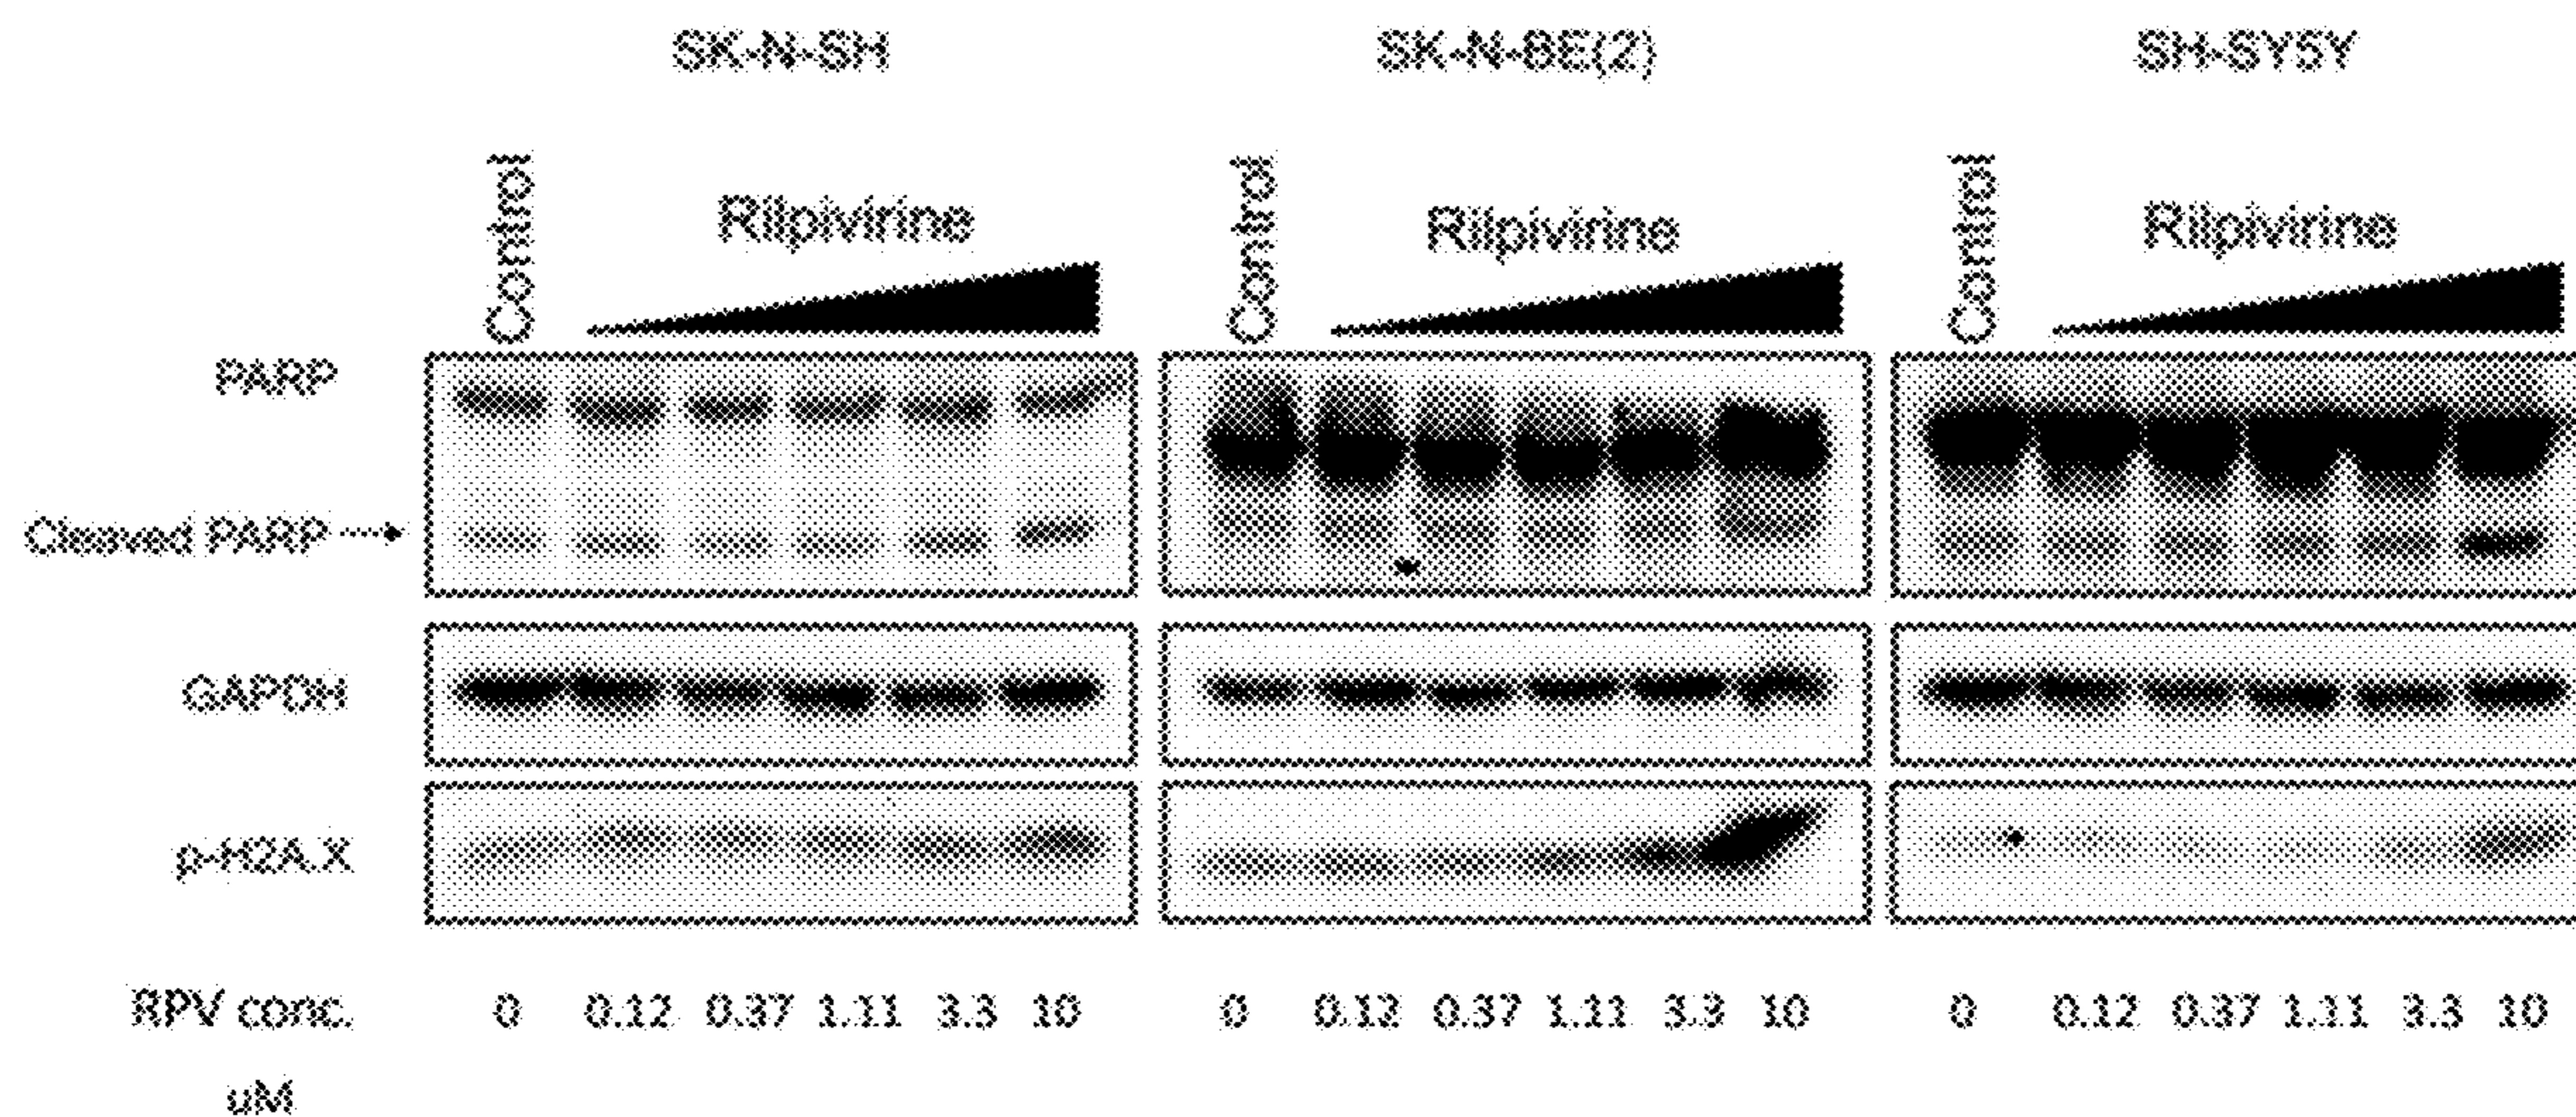 SK-N-SH SK-N-BE(2) SH-SY5Y
Control Rilpivirine Control Rilpivirine Control Rilpivirine
PARP
Cleaved PARP
GAPDH
p-H2A.X
RPV conc. 0 0.12 0.37 1.11 3.3 10 0 0.12 0.37 1.11 3.3 10 0 0.12 0.37 1.11 3.3 10
uM